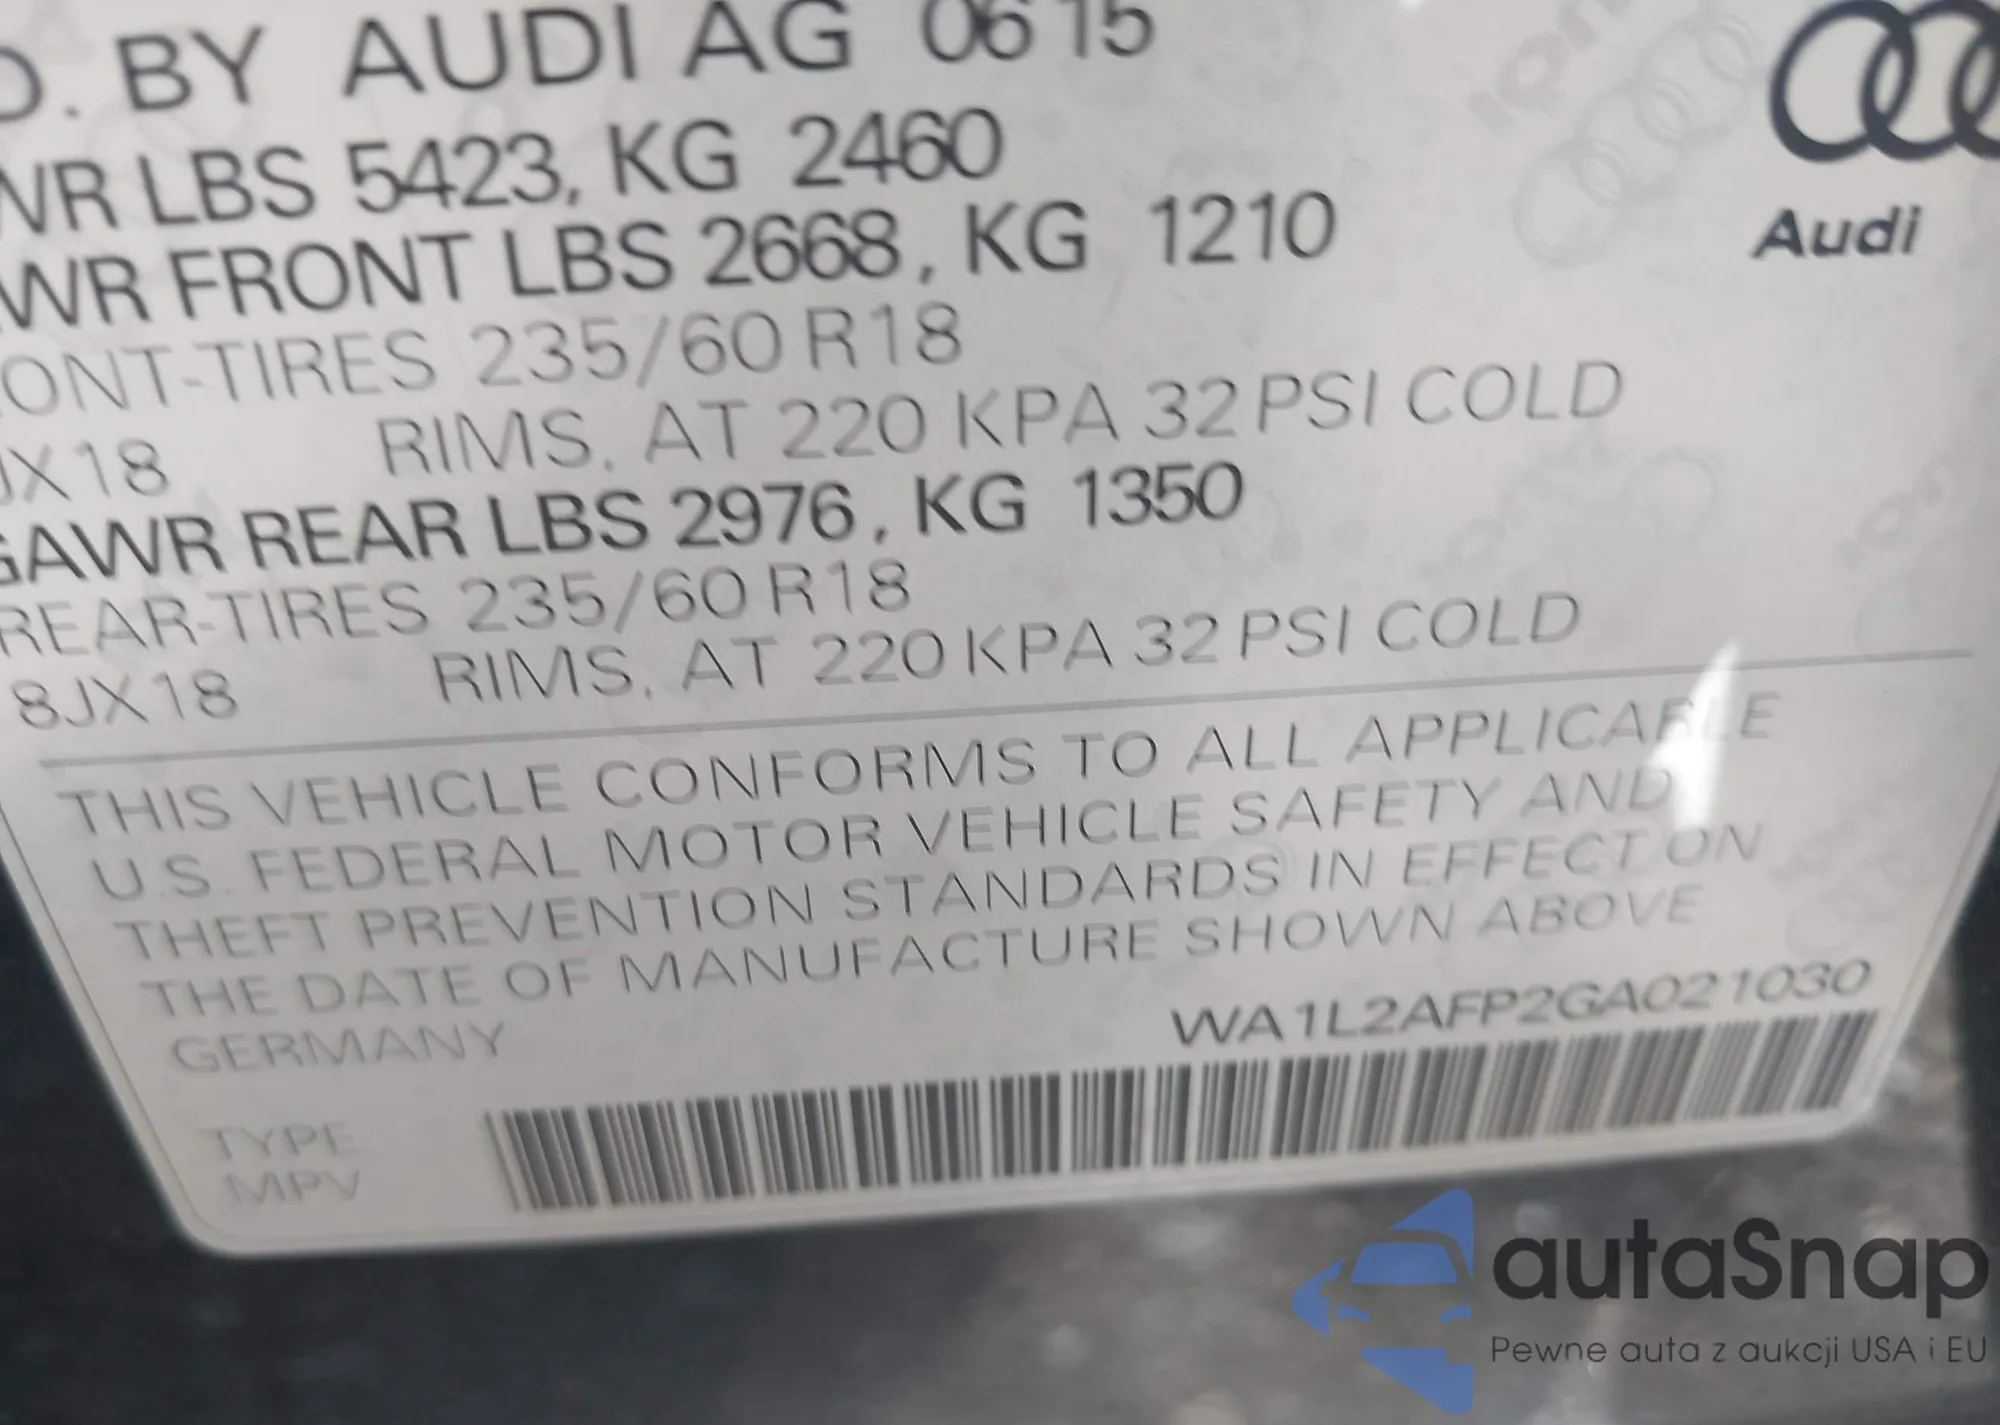 D. BY AUDI AG 06 15
WR LBS 5423, KG 2460
WR FRONT LBS 2668, KG 1210
ONT-TIRES 235/60 R18
JX18 RIMS, AT 220 KPA 32 PSI COLD
GAWR REAR LBS 2976, KG 1350
REAR-TIRES 235/60 R18
8JX18 RIMS, AT 220 KPA 32 PSI COLD
THIS VEHICLE CONFORMS TO ALL APPLICABLE
U.S. FEDERAL MOTOR VEHICLE SAFETY AND
THEFT PREVENTION STANDARDS IN EFFECT ON
THE DATE OF MANUFACTURE SHOWN ABOVE
GERMANY
WA1L2AFP2GA021030
TYPE
MPV
Audi
autaSnap
Pewne auta z aukcji USA i EU